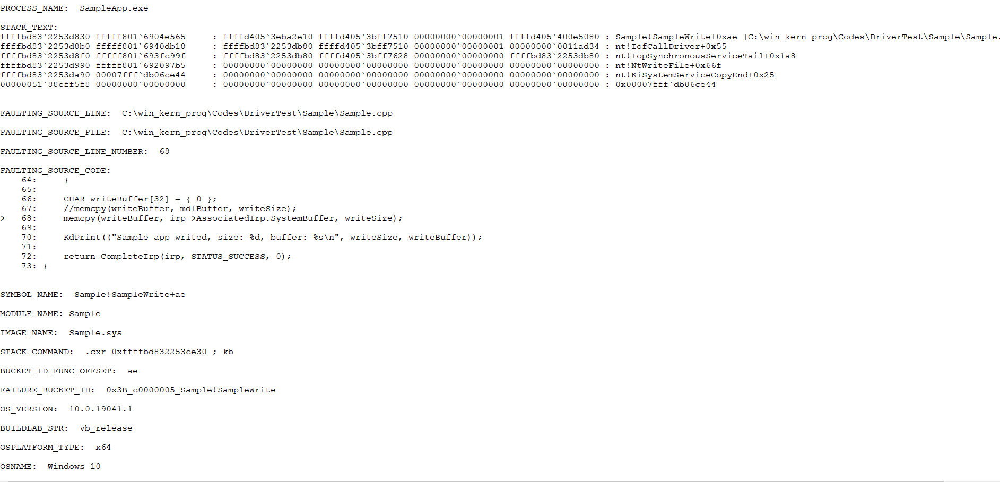 PROCESS_NAME:  SampleApp.exe
STACK_TEXT:
ffffbd83`2253d830 fffff801`6904e565     : ffffd405`3eba2e10 ffffd405`3bff7510 00000000`00000001 ffffd405`400e5080 : Sample!SampleWrite+0xae [C:\win_kern_prog\Codes\DriverTest\Sample\Sample.
ffffbd83`2253d8b0 fffff801`6940db18     : ffffbd83`2253db80 ffffd405`3bff7510 00000000`00000001 00000000`0011ad34 : nt!IofCallDriver+0x55
ffffbd83`2253d8f0 fffff801`693fc99f     : ffffbd83`2253db80 ffffd405`3bff7628 00000000`00000000 ffffbd83`2253db80 : nt!IopSynchronousServiceTail+0x1a8
ffffbd83`2253d990 fffff801`692097b5     : 00000000`00000000 00000000`00000000 00000000`00000000 00000000`00000000 : nt!NtWriteFile+0x66f
ffffbd83`2253da90 00007fff`db06ce44     : 00000000`00000000 00000000`00000000 00000000`00000000 00000000`00000000 : nt!KiSystemServiceCopyEnd+0x25
00000051`88cff5f8 00000000`00000000     : 00000000`00000000 00000000`00000000 00000000`00000000 00000000`00000000 : 0x00007fff`db06ce44
FAULTING_SOURCE_LINE:  C:\win_kern_prog\Codes\DriverTest\Sample\Sample.cpp
FAULTING_SOURCE_FILE:  C:\win_kern_prog\Codes\DriverTest\Sample\Sample.cpp
FAULTING_SOURCE_LINE_NUMBER:  68
FAULTING_SOURCE_CODE:
    64:     }
    65:
    66:     CHAR writeBuffer[32] = { 0 };
    67:     //memcpy(writeBuffer, mdlBuffer, writeSize);
>   68:     memcpy(writeBuffer, irp->AssociatedIrp.SystemBuffer, writeSize);
    69:
    70:     KdPrint(("Sample app writed, size: %d, buffer: %s\n", writeSize, writeBuffer));
    71:
    72:     return CompleteIrp(irp, STATUS_SUCCESS, 0);
    73: }
SYMBOL_NAME:  Sample!SampleWrite+ae
MODULE_NAME: Sample
IMAGE_NAME:  Sample.sys
STACK_COMMAND:  .cxr 0xffffbd832253ce30 ; kb
BUCKET_ID_FUNC_OFFSET:  ae
FAILURE_BUCKET_ID:  0x3B_c0000005_Sample!SampleWrite
OS_VERSION:  10.0.19041.1
BUILDLAB_STR:  vb_release
OSPLATFORM_TYPE:  x64
OSNAME:  Windows 10